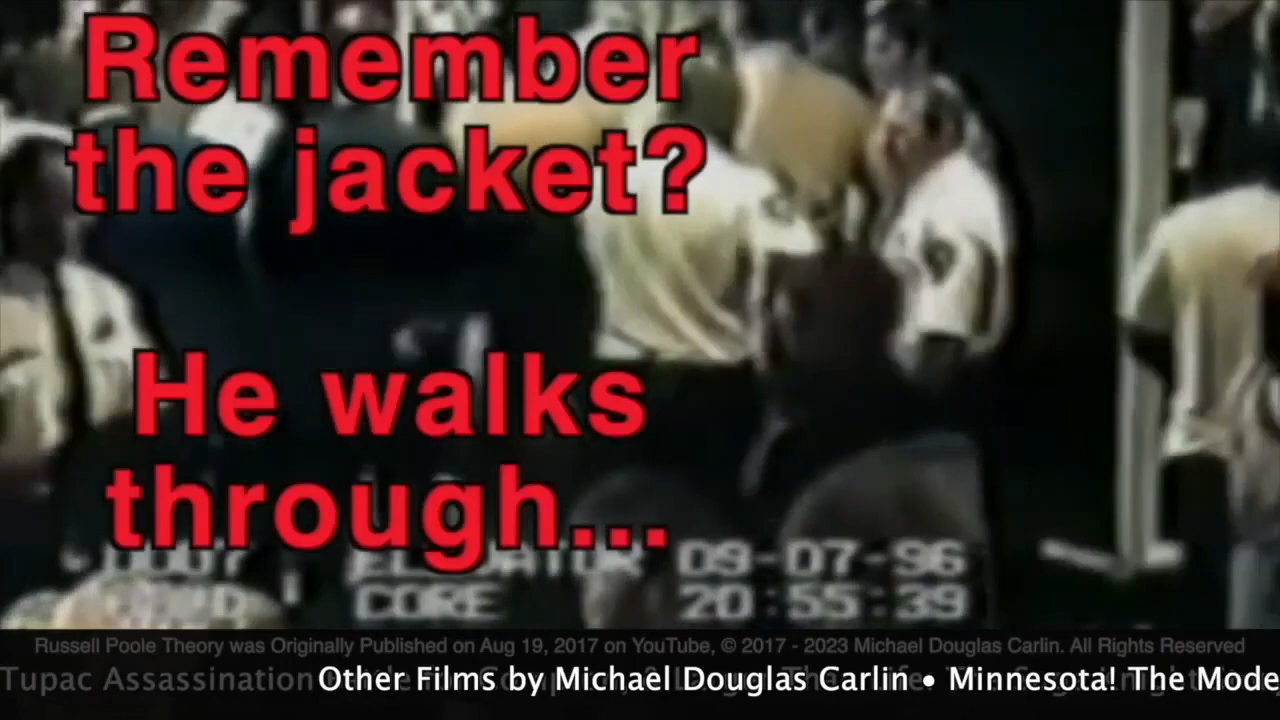 Remember
the jacket?
He walks
through...
09-07-96
CORE 20:55:39
Russell Poole Theory was Originally Published on Aug 19, 2017 on YouTube, © 2017 - 2023 Michael Douglas Carlin. All Rights Reserved
Tupac Assassination Other Films by Michael Douglas Carlin • Minnesota! The Mode